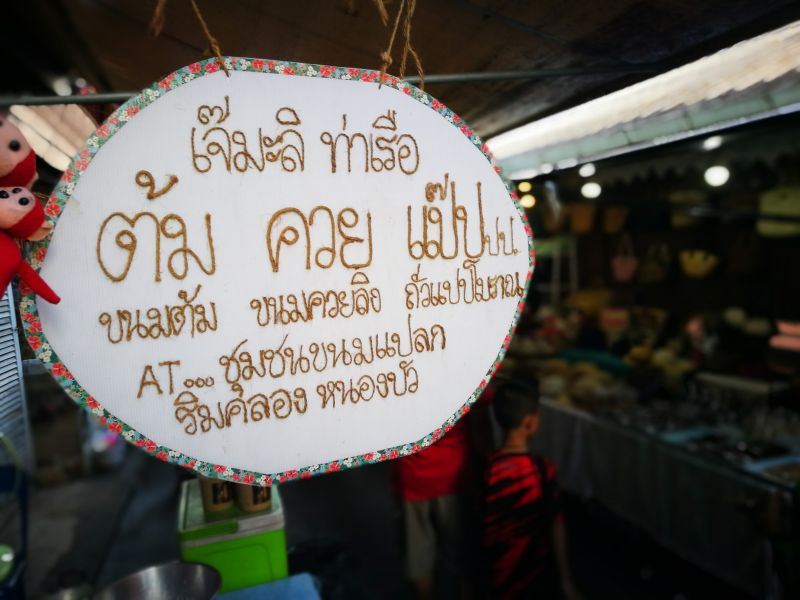 เจ๊มะลิ ท่าเรือ
ต้ม ควย แป๊ป ปป.
ขนมต้ม ขนมควยลิง ถั่วแปปโบราณ
AT... ชุมชนขนมแปลก
ริมคลอง หนองบัว